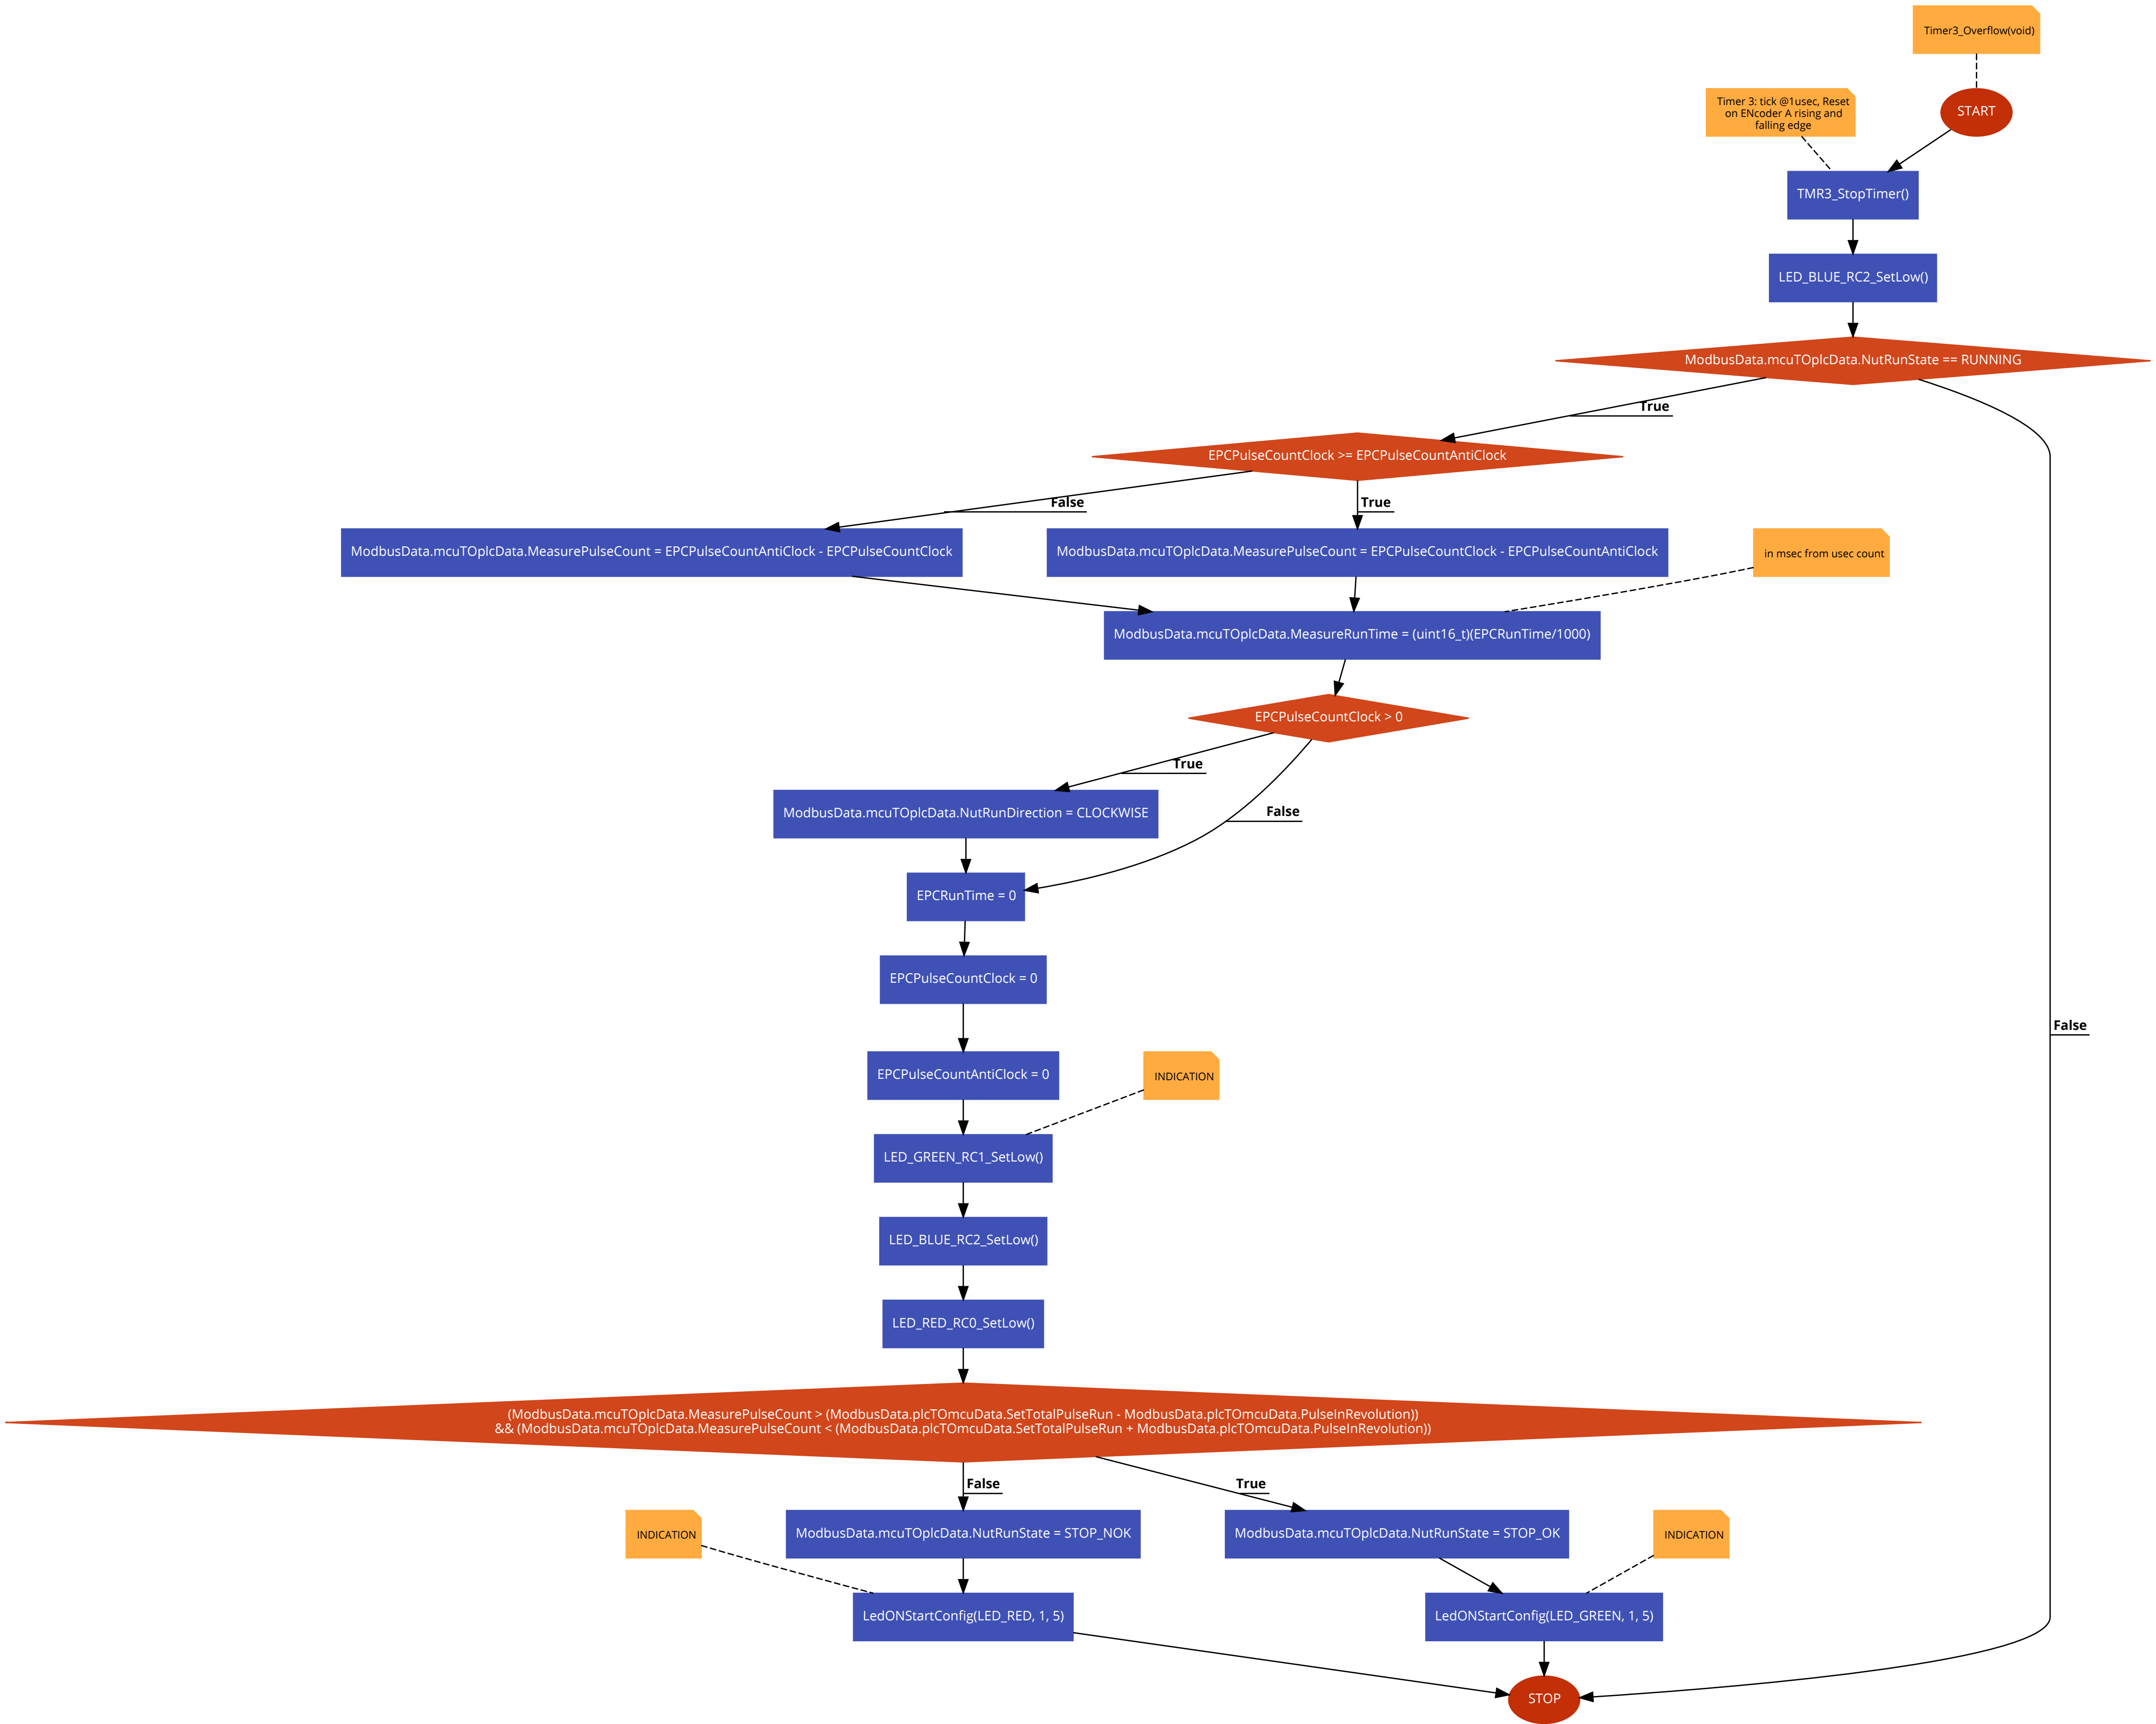 Timer3_Overflow(void)
START
Timer 3: tick @1usec, Reset
on ENcoder A rising and
falling edge
TMR3_StopTimer()
LED_BLUE_RC2_SetLow()
ModbusData.mcuTOplcData.NutRunState == RUNNING
True
EPCPulseCountClock >= EPCPulseCountAntiClock
False
True
ModbusData.mcuTOplcData.MeasurePulseCount = EPCPulseCountAntiClock - EPCPulseCountClock
ModbusData.mcuTOplcData.MeasurePulseCount = EPCPulseCountClock - EPCPulseCountAntiClock
in msec from usec count
ModbusData.mcuTOplcData.MeasureRunTime = (uint16_t)(EPCRunTime/1000)
EPCPulseCountClock > 0
True
ModbusData.mcuTOplcData.NutRunDirection = CLOCKWISE
False
EPCRunTime = 0
EPCPulseCountClock = 0
False
EPCPulseCountAntiClock = 0
INDICATION
LED_GREEN_RC1_SetLow()
LED_BLUE_RC2_SetLow()
LED_RED_RC0_SetLow()
(ModbusData.mcuTOplcData.MeasurePulseCount > (ModbusData.plcTOmcuData.SetTotalPulseRun - ModbusData.plcTOmcuData.PulseInRevolution))
&& (ModbusData.mcuTOplcData.MeasurePulseCount < (ModbusData.plcTOmcuData.SetTotalPulseRun + ModbusData.plcTOmcuData.PulseInRevolution))
False
True
INDICATION
ModbusData.mcuTOplcData.NutRunState = STOP_NOK
ModbusData.mcuTOplcData.NutRunState = STOP_OK
INDICATION
LedONStartConfig(LED_RED, 1, 5)
LedONStartConfig(LED_GREEN, 1, 5)
STOP